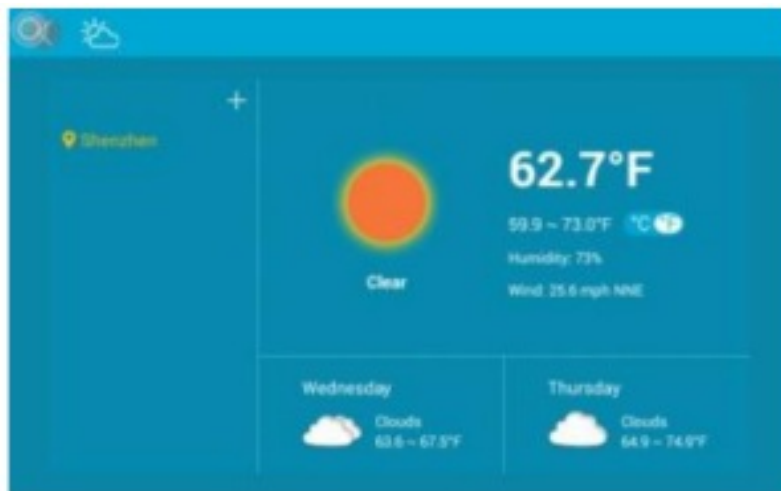 +
Shenzhen
62.7°F
59.9 ~ 73.0°F °C °F
Humidity: 73%
Wind: 25.6 mph NNE
Clear
Wednesday
Clouds
63.6 ~ 67.5°F
Thursday
Clouds
64.9 ~ 74.9°F